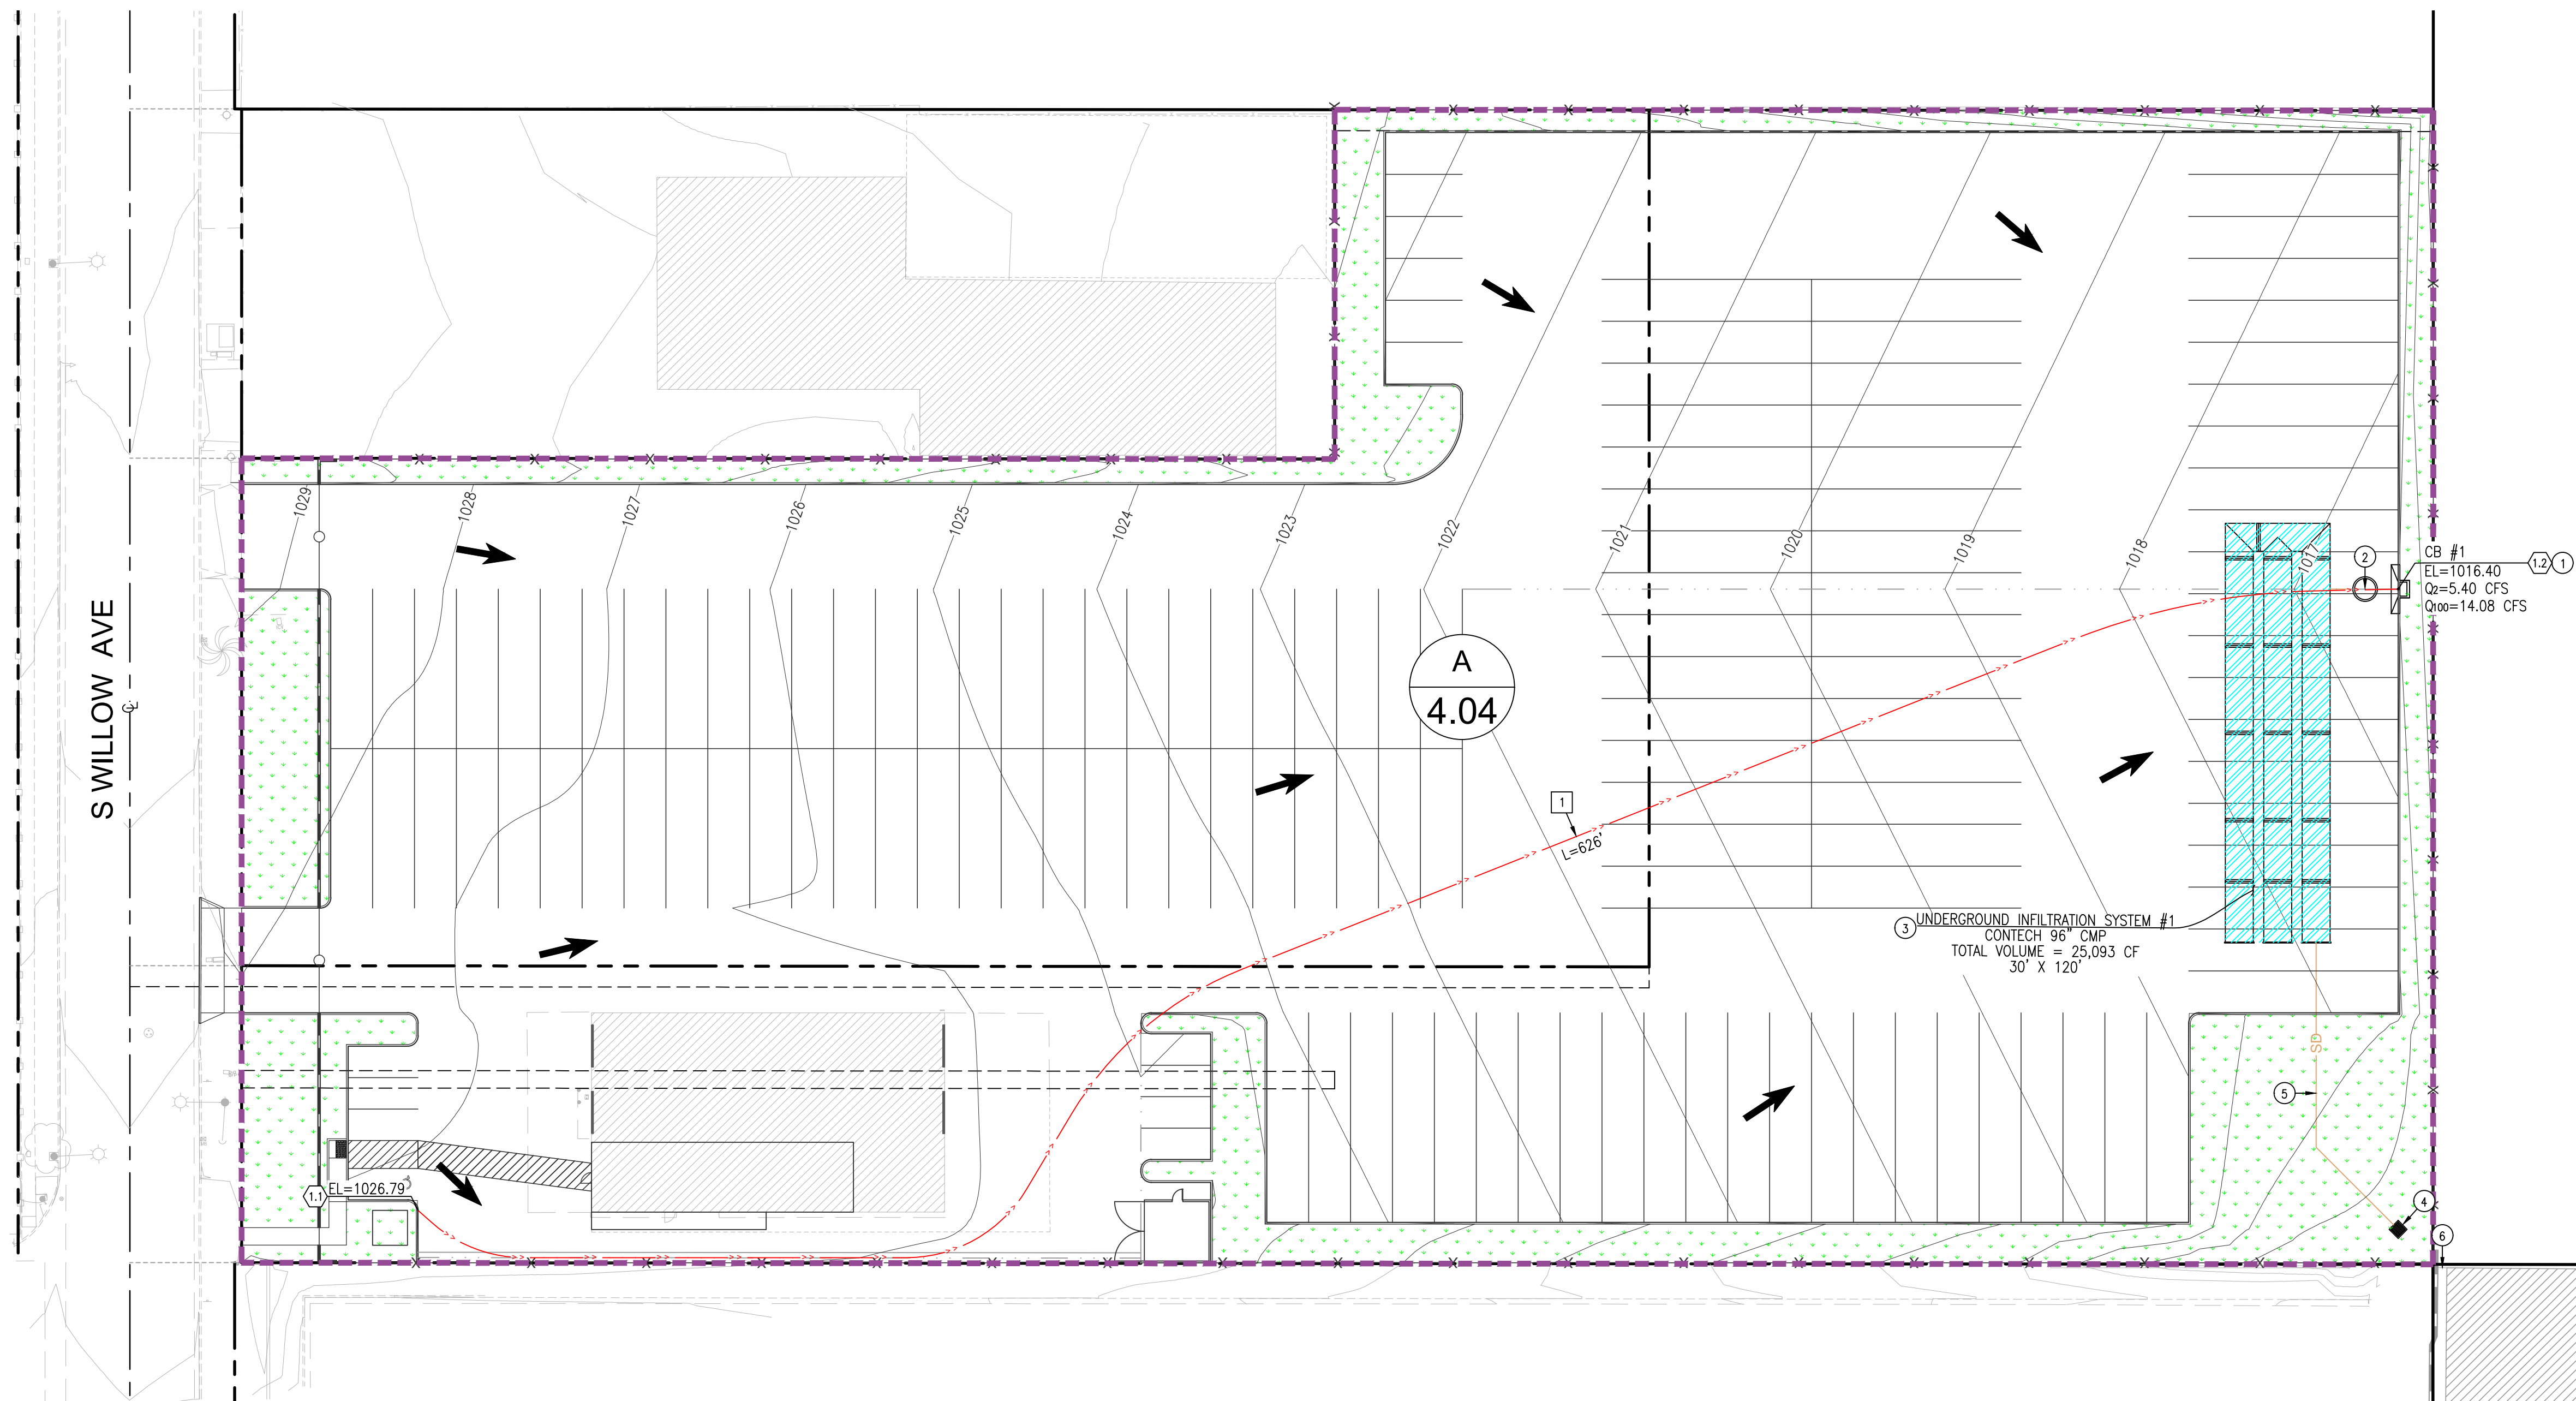 S WILLOW AVE
1029
1028
1027
1026
1025
1024
1023
1022
1021
1020
1019
1018
1017
A
4.04
1
L=626'
2
CB #1
EL=1016.40
Q2=5.40 CFS
Q100=14.08 CFS
1.2
1
3
UNDERGROUND INFILTRATION SYSTEM #1
CONTECH 96" CMP
TOTAL VOLUME = 25,093 CF
30' X 120'
SD
5
4
6
1.1
EL=1026.79